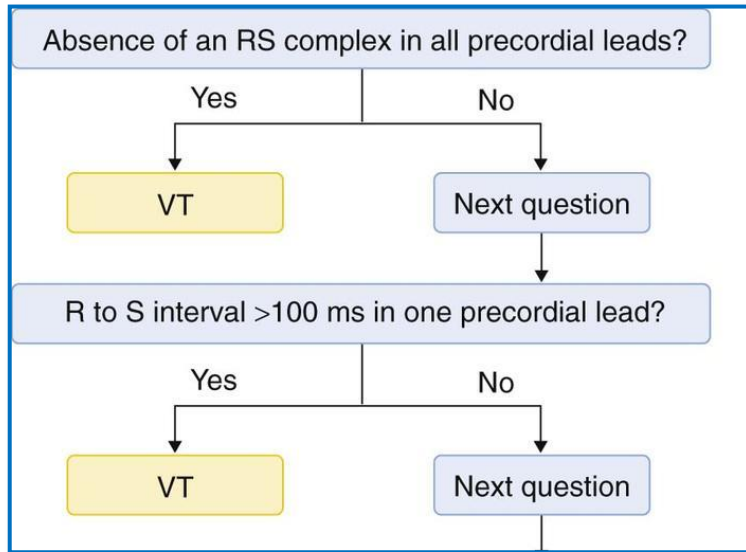 Absence of an RS complex in all precordial leads?
Yes
No
VT
Next question
R to S interval >100 ms in one precordial lead?
Yes
No
VT
Next question